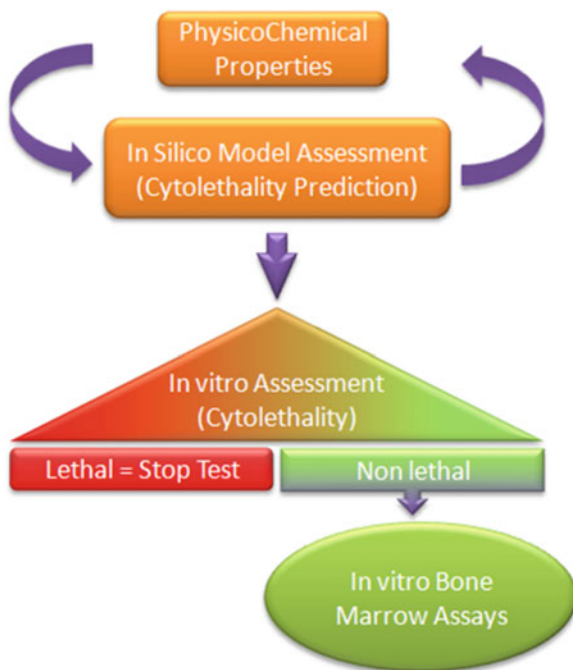 PhysicoChemical
Properties
In Silico Model Assessment
(Cytolethality Prediction)
In vitro Assessment
(Cytolethality)
Lethal = Stop Test
Non lethal
In vitro Bone
Marrow Assays